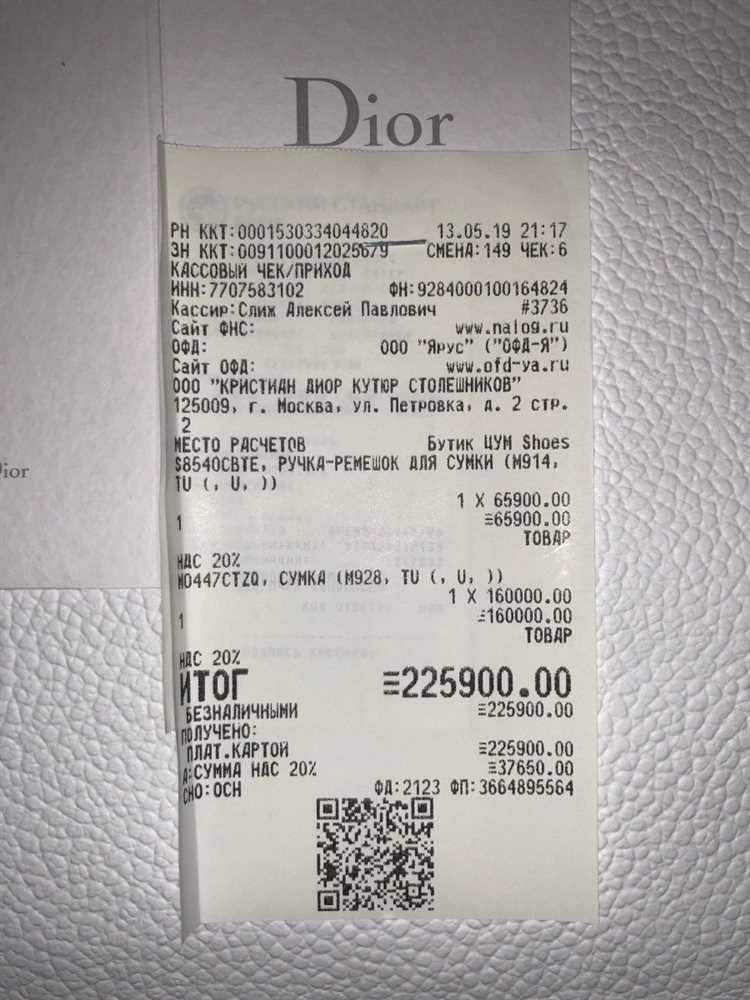 Dior
Dior
РН ККТ:0001530334044820 13.05.19 21:17
ЗН ККТ:0091100012025679 СМЕНА:149 ЧЕК:6
КАССОВЫЙ ЧЕК/ПРИХОД
ИНН:7707583102 ФН:9284000100164824
Кассир:Слиж Алексей Павлович #3736
Сайт ФНС: www.nalog.ru
ОФД: ООО "Ярус" ("ОФД-Я")
Сайт ОФД: www.ofd-ya.ru
ООО "КРИСТИАН ДИОР КУТЮР СТОЛЕШНИКОВ"
125009, г. Москва, ул. Петровка, д. 2 стр.
2
МЕСТО РАСЧЕТОВ Бутик ЦУМ Shoes
S8540CBTE, РУЧКА-РЕМЕШОК ДЛЯ СУМКИ (M914,
TU (, U, ))
1 X 65900.00
1 ≡65900.00
ТОВАР
НДС 20%
M0447CTZQ, СУМКА (M928, TU (, U, ))
1 X 160000.00
1 ≡160000.00
ТОВАР
НДС 20%
ИТОГ ≡225900.00
БЕЗНАЛИЧНЫМИ ≡225900.00
ПОЛУЧЕНО:
ПЛАТ.КАРТОЙ ≡225900.00
А:СУММА НДС 20% ≡37650.00
СНО:ОСН ФД:2123 ФП:3664895564